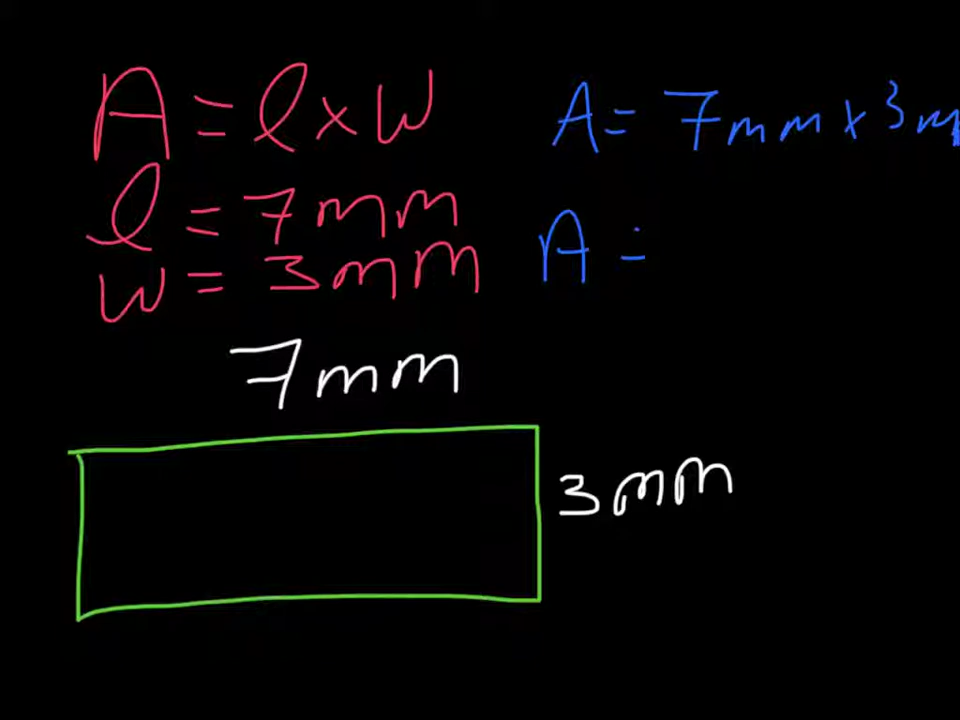 A = l x w
l = 7mm
w = 3mm
A = 7mm x 3m
A =
7mm
3mm